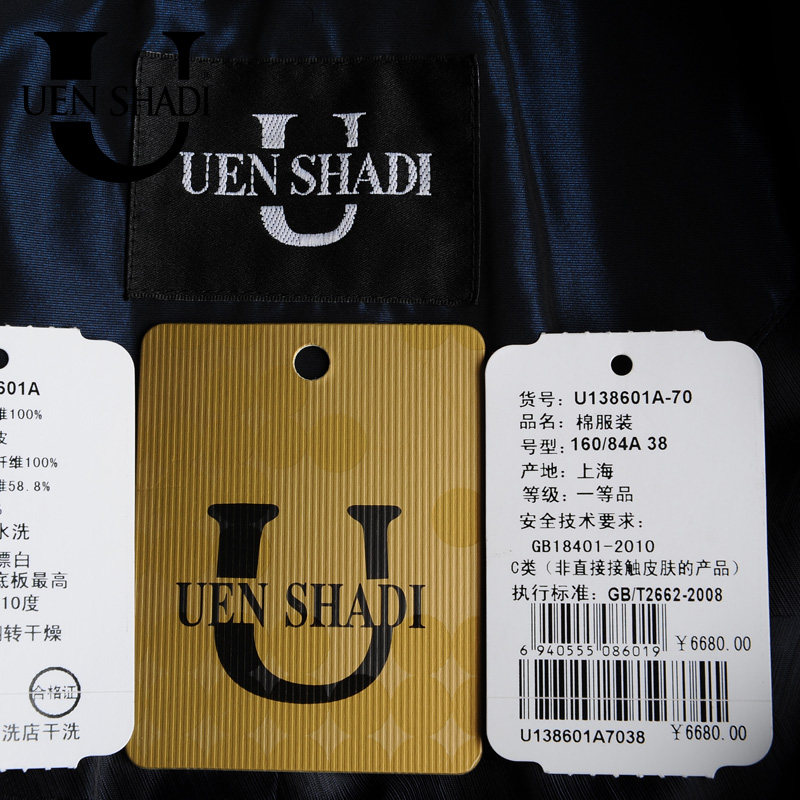 UEN SHADI
U
UEN SHADI
U
601A
维100%
皮
纤维100%
维58.8%
%
水洗
漂白
底板最高
10度
翻转干燥
合格证
洗店干洗
U
UEN SHADI
货号: U138601A-70
品名: 棉服装
号型: 160/84A 38
产地: 上海
等级: 一等品
安全技术要求:
GB18401-2010
C类（非直接接触皮肤的产品）
执行标准: GB/T2662-2008
6 940555 086019 ¥6680.00
U138601A7038 ¥6680.00